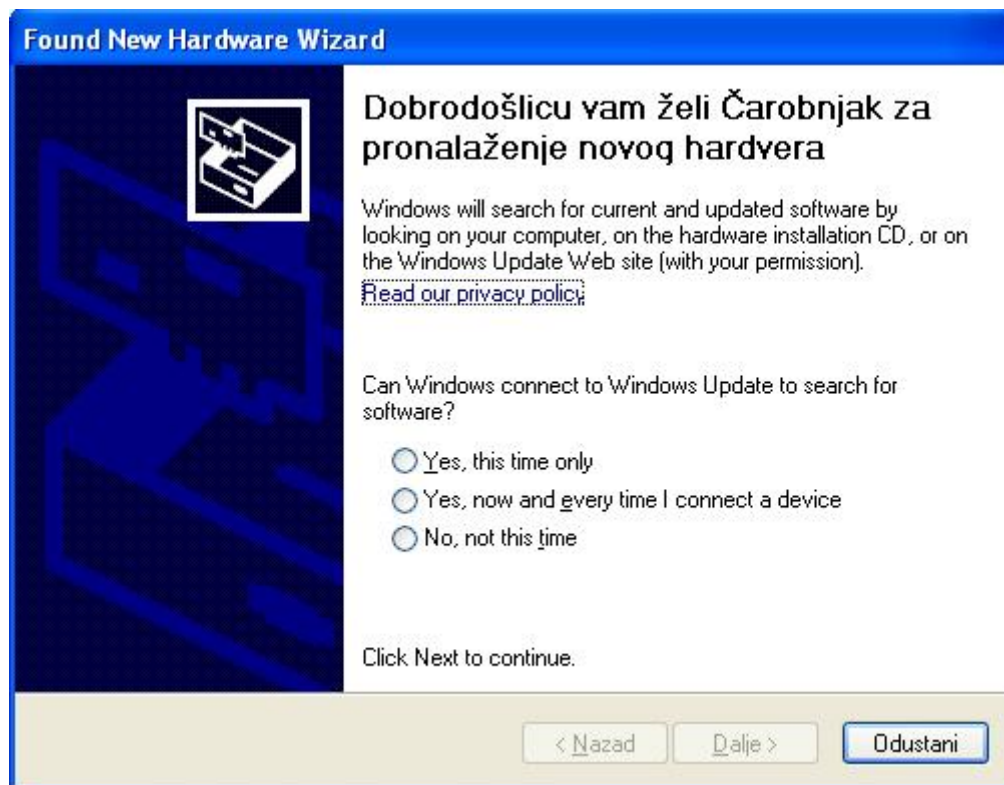 Found New Hardware Wizard
Dobrodošlicu vam želi Čarobnjak za
pronalaženje novog hardvera
Windows will search for current and updated software by
looking on your computer, on the hardware installation CD, or on
the Windows Update Web site (with your permission).
Read our privacy policy
Can Windows connect to Windows Update to search for
software?
Yes, this time only
Yes, now and every time I connect a device
No, not this time
Click Next to continue.
< Nazad
Dalje >
Odustani